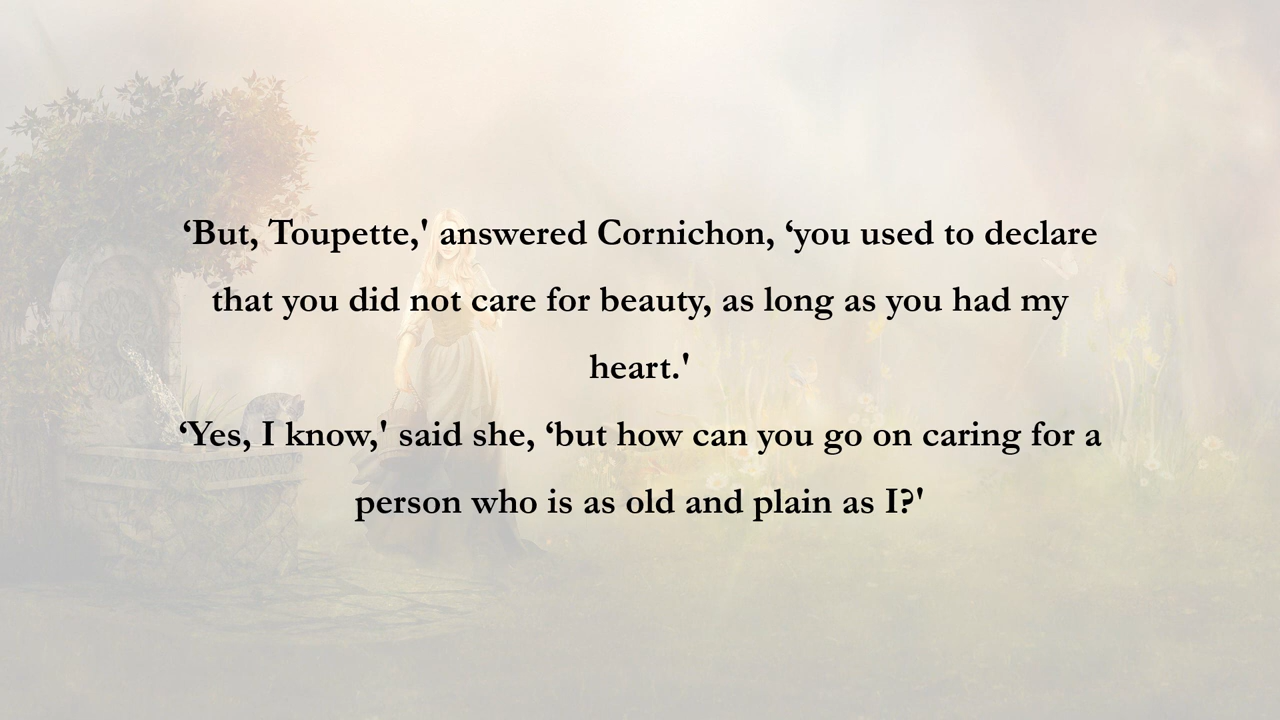 ‘But, Toupette,' answered Cornichon, ‘you used to declare
that you did not care for beauty, as long as you had my
heart.'
‘Yes, I know,' said she, ‘but how can you go on caring for a
person who is as old and plain as I?'